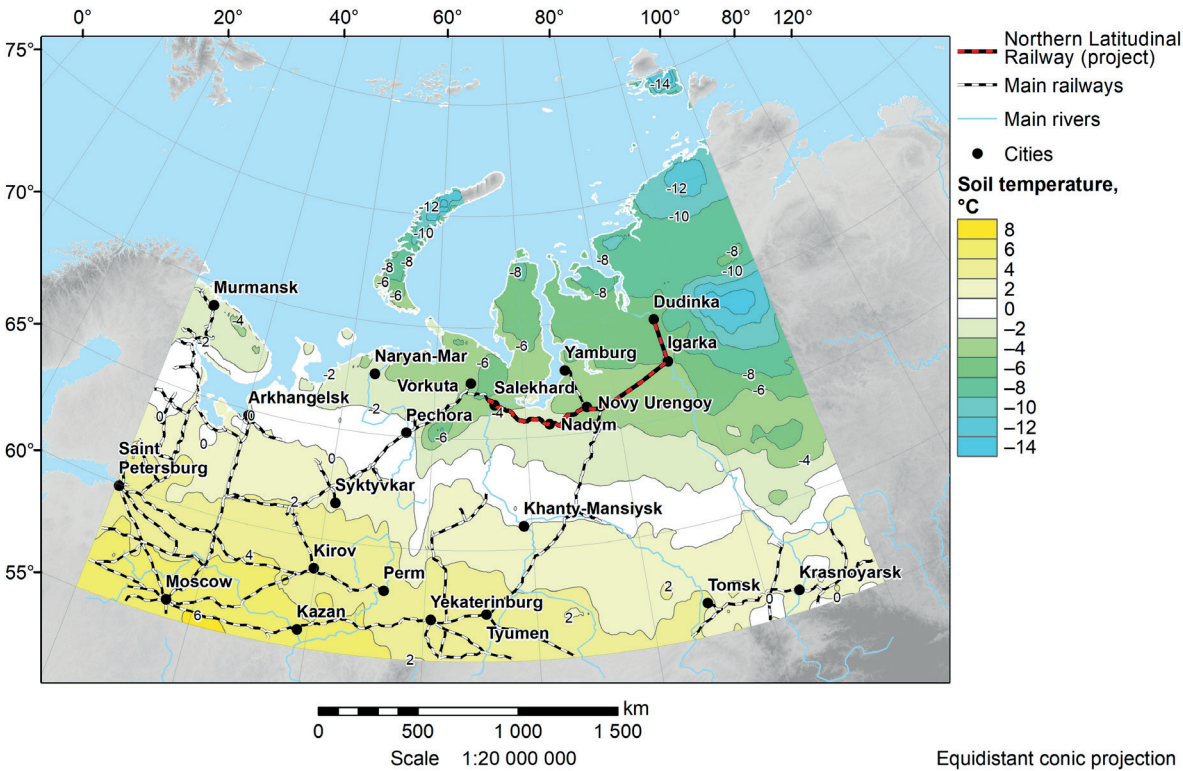 0° 20° 40° 60° 80° 100° 80° 120°
75°
70°
65°
60°
55°
Northern Latitudinal
Railway (project)
Main railways
Main rivers
Cities
Soil temperature,
°C
8
6
4
2
0
–2
–4
–6
–8
–10
–12
–14
-14
-12
-12
-10
-10
-8
-8
-8
-8
-8
-10
-8
-6
-6
Murmansk
Dudinka
-4
-2
Igarka
-6
-6
Yamburg
Naryan-Mar
-2
Vorkuta
Salekhard
-8
-6
Arkhangelsk
-2
Pechora
-4
Novy Urengoy
Nadym
0
0
0
-6
-4
Saint
Petersburg
0
Syktyvkar
2
Khanty-Mansiysk
Kirov
4
Perm
Moscow
Tomsk
Krasnoyarsk
2
6
Kazan
Yekaterinburg
2
0
0
Tyumen
2
km
0 500 1 000 1 500
Scale 1:20 000 000
Equidistant conic projection